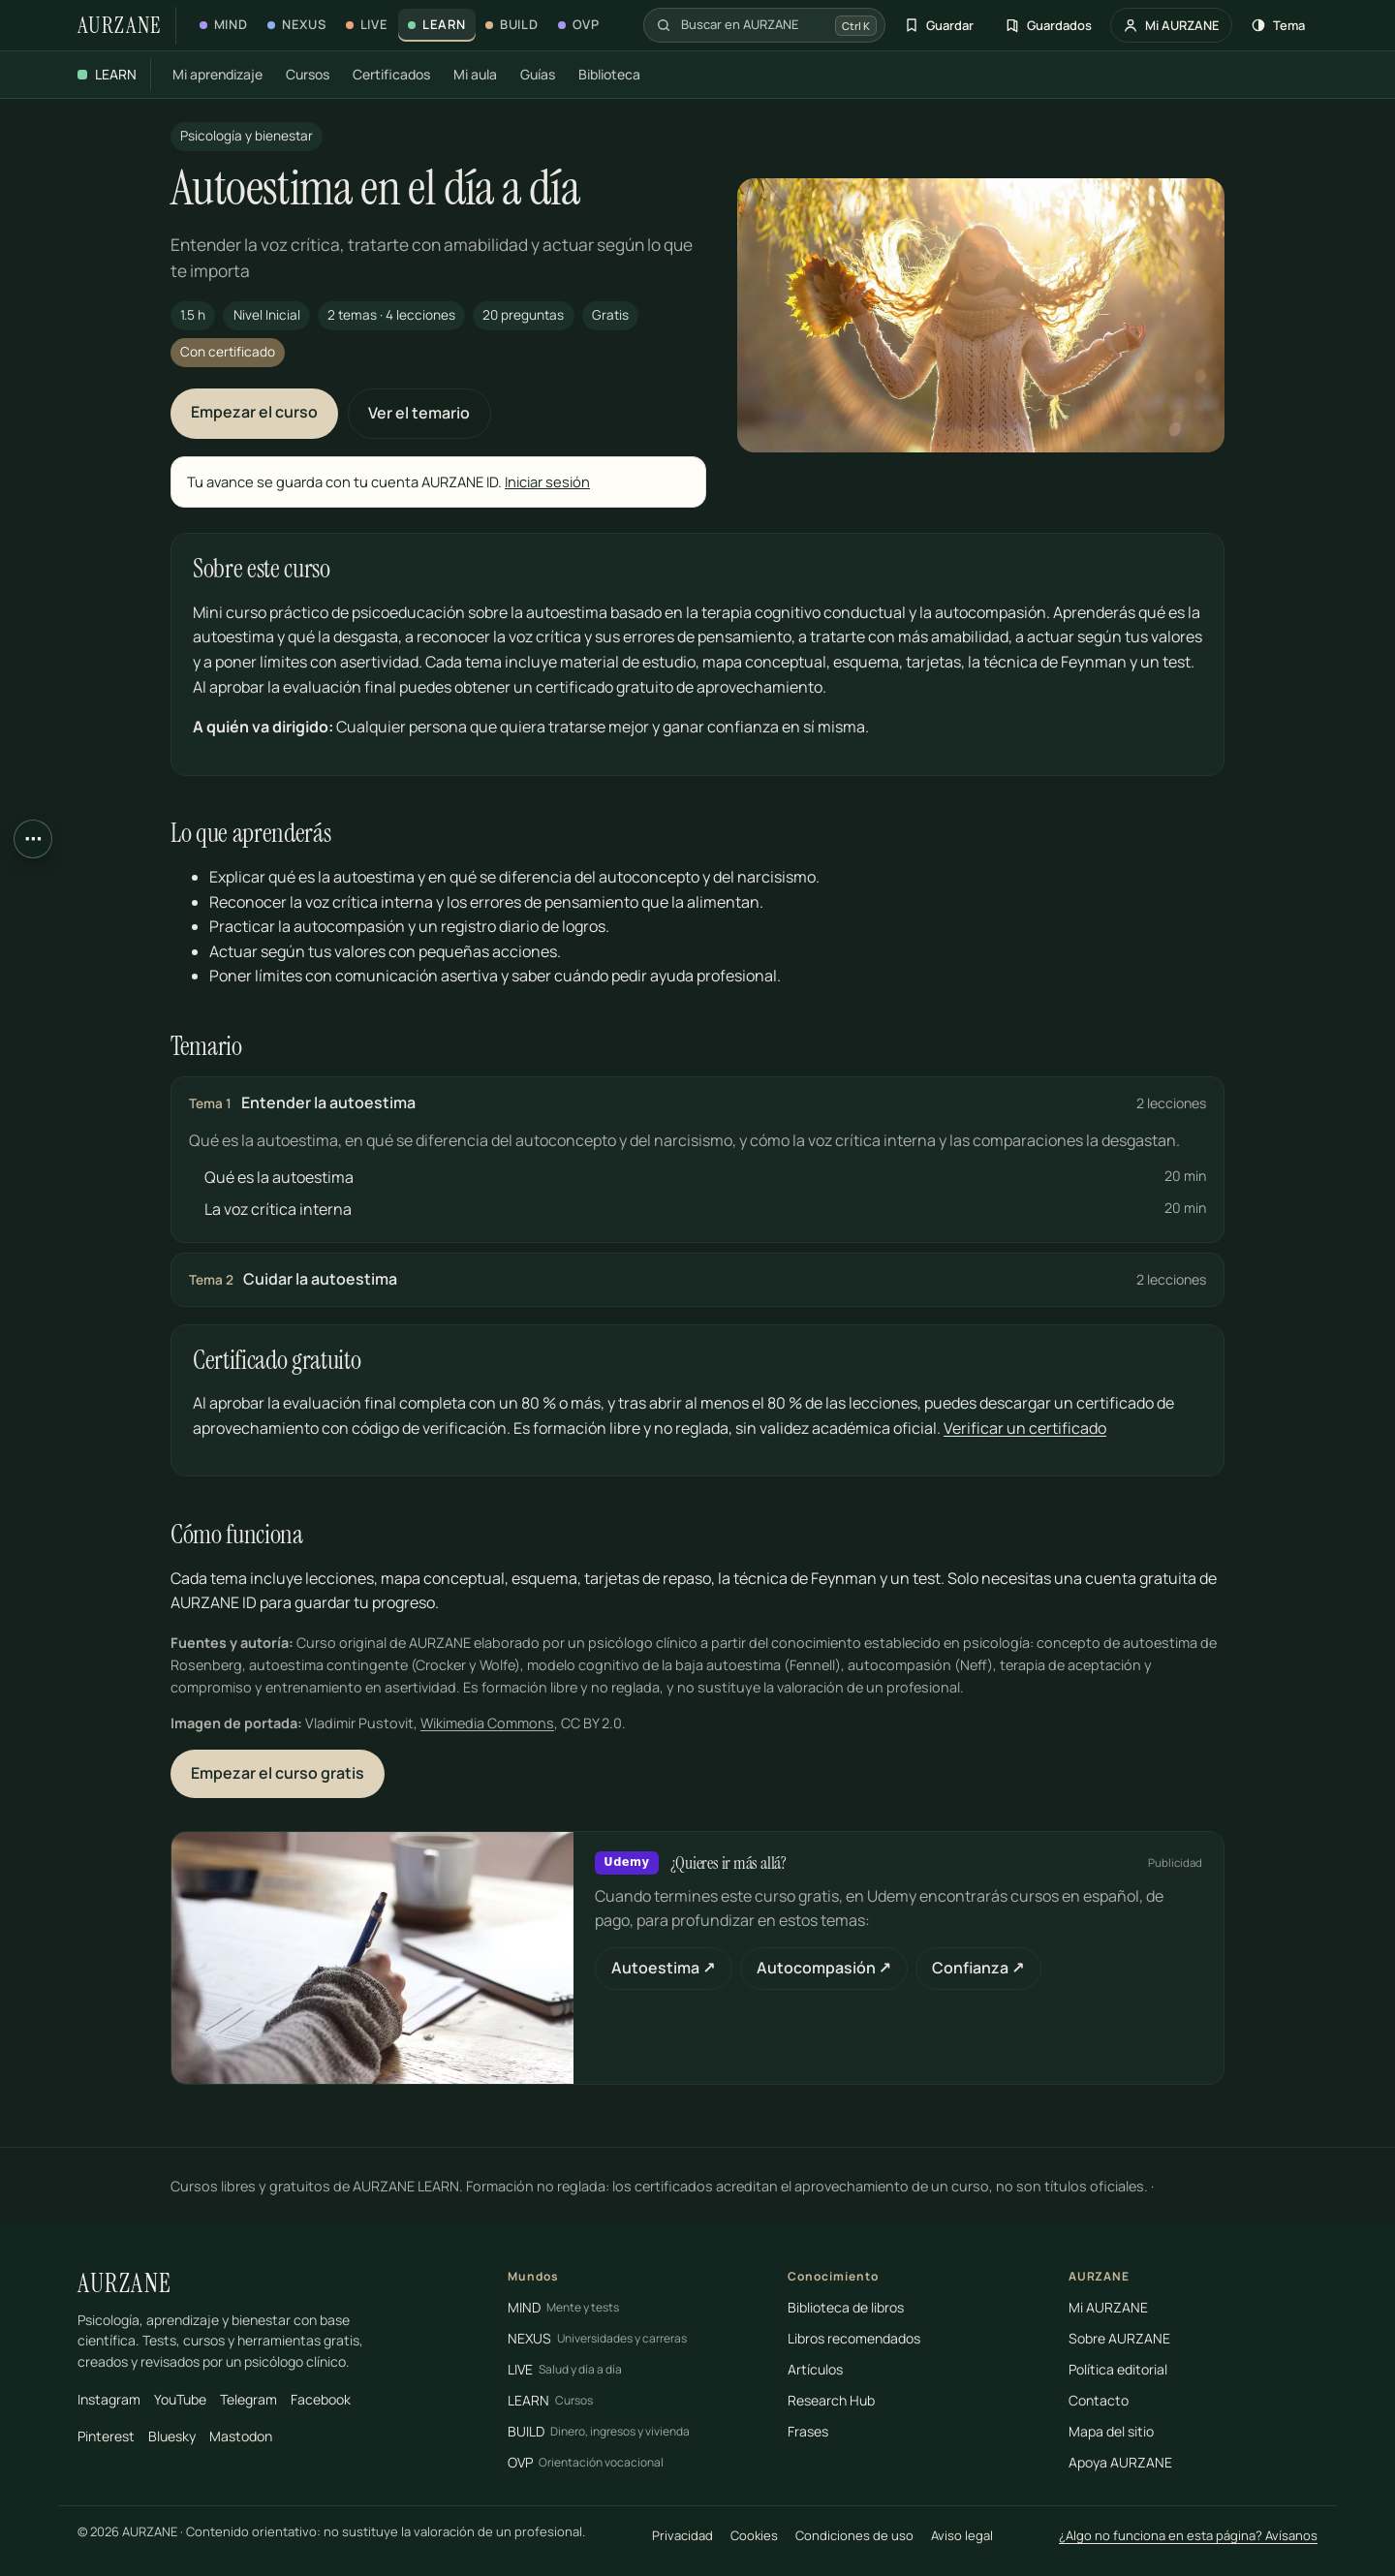 AURZANE
MIND
NEXUS
LIVE
LEARN
BUILD
OVP
Buscar en AURZANE
Ctrl K
Guardar
Guardados
Mi AURZANE
Tema
LEARN
Mi aprendizaje
Cursos
Certificados
Mi aula
Guías
Biblioteca
Psicología y bienestar
Autoestima en el día a día
Entender la voz crítica, tratarte con amabilidad y actuar según lo que
te importa
1.5 h
Nivel Inicial
2 temas · 4 lecciones
20 preguntas
Gratis
Con certificado
Empezar el curso
Ver el temario
Tu avance se guarda con tu cuenta AURZANE ID. Iniciar sesión
Sobre este curso
Mini curso práctico de psicoeducación sobre la autoestima basado en la terapia cognitivo conductual y la autocompasión. Aprenderás qué es la
autoestima y qué la desgasta, a reconocer la voz crítica y sus errores de pensamiento, a tratarte con más amabilidad, a actuar según tus valores
y a poner límites con asertividad. Cada tema incluye material de estudio, mapa conceptual, esquema, tarjetas, la técnica de Feynman y un test.
Al aprobar la evaluación final puedes obtener un certificado gratuito de aprovechamiento.
A quién va dirigido: Cualquier persona que quiera tratarse mejor y ganar confianza en sí misma.
Lo que aprenderás
Explicar qué es la autoestima y en qué se diferencia del autoconcepto y del narcisismo.
Reconocer la voz crítica interna y los errores de pensamiento que la alimentan.
Practicar la autocompasión y un registro diario de logros.
Actuar según tus valores con pequeñas acciones.
Poner límites con comunicación asertiva y saber cuándo pedir ayuda profesional.
Temario
Tema 1 Entender la autoestima
2 lecciones
Qué es la autoestima, en qué se diferencia del autoconcepto y del narcisismo, y cómo la voz crítica interna y las comparaciones la desgastan.
Qué es la autoestima
20 min
La voz crítica interna
20 min
Tema 2 Cuidar la autoestima
2 lecciones
Certificado gratuito
Al aprobar la evaluación final completa con un 80 % o más, y tras abrir al menos el 80 % de las lecciones, puedes descargar un certificado de
aprovechamiento con código de verificación. Es formación libre y no reglada, sin validez académica oficial. Verificar un certificado
Cómo funciona
Cada tema incluye lecciones, mapa conceptual, esquema, tarjetas de repaso, la técnica de Feynman y un test. Solo necesitas una cuenta gratuita de
AURZANE ID para guardar tu progreso.
Fuentes y autoría: Curso original de AURZANE elaborado por un psicólogo clínico a partir del conocimiento establecido en psicología: concepto de autoestima de
Rosenberg, autoestima contingente (Crocker y Wolfe), modelo cognitivo de la baja autoestima (Fennell), autocompasión (Neff), terapia de aceptación y
compromiso y entrenamiento en asertividad. Es formación libre y no reglada, y no sustituye la valoración de un profesional.
Imagen de portada: Vladimir Pustovit, Wikimedia Commons, CC BY 2.0.
Empezar el curso gratis
Udemy
¿Quieres ir más allá?
Publicidad
Cuando termines este curso gratis, en Udemy encontrarás cursos en español, de
pago, para profundizar en estos temas:
Autoestima ↗
Autocompasión ↗
Confianza ↗
Cursos libres y gratuitos de AURZANE LEARN. Formación no reglada: los certificados acreditan el aprovechamiento de un curso, no son títulos oficiales. ·
AURZANE
Psicología, aprendizaje y bienestar con base
científica. Tests, cursos y herramientas gratis,
creados y revisados por un psicólogo clínico.
Instagram YouTube Telegram Facebook
Pinterest Bluesky Mastodon
Mundos
MIND Mente y tests
NEXUS Universidades y carreras
LIVE Salud y día a día
LEARN Cursos
BUILD Dinero, ingresos y vivienda
OVP Orientación vocacional
Conocimiento
Biblioteca de libros
Libros recomendados
Artículos
Research Hub
Frases
AURZANE
Mi AURZANE
Sobre AURZANE
Política editorial
Contacto
Mapa del sitio
Apoya AURZANE
© 2026 AURZANE · Contenido orientativo: no sustituye la valoración de un profesional.
Privacidad
Cookies
Condiciones de uso
Aviso legal
¿Algo no funciona en esta página? Avísanos